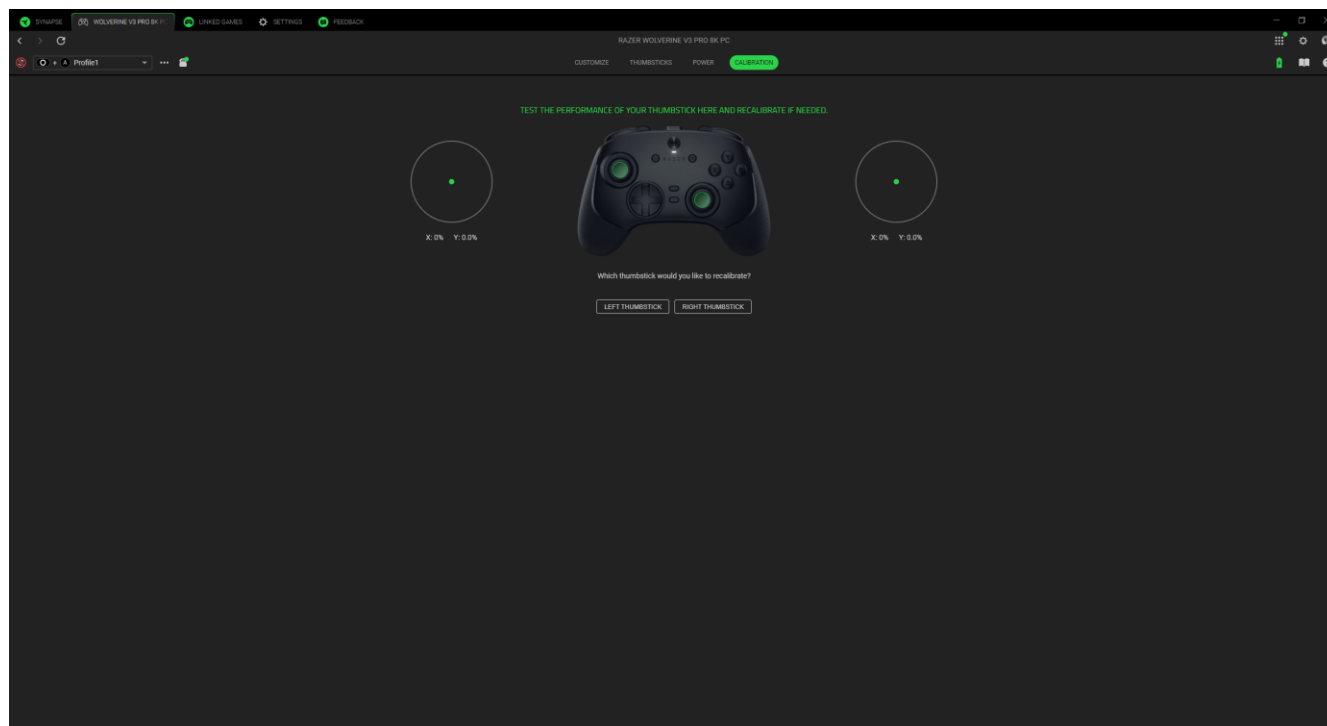 SYNAPSE WOLVERINE V3 PRO 8K P LINKED GAMES SETTINGS FEEDBACK
RAZER WOLVERINE V3 PRO 8K PC
+ A Profile1 CUSTOMIZE THUMBSTICKS POWER CALIBRATION
TEST THE PERFORMANCE OF YOUR THUMBSTICK HERE AND RECALIBRATE IF NEEDED.
RAZER
X: 0% Y: 0.0% X: 0% Y: 0.0%
Which thumbstick would you like to recalibrate?
LEFT THUMBSTICK RIGHT THUMBSTICK